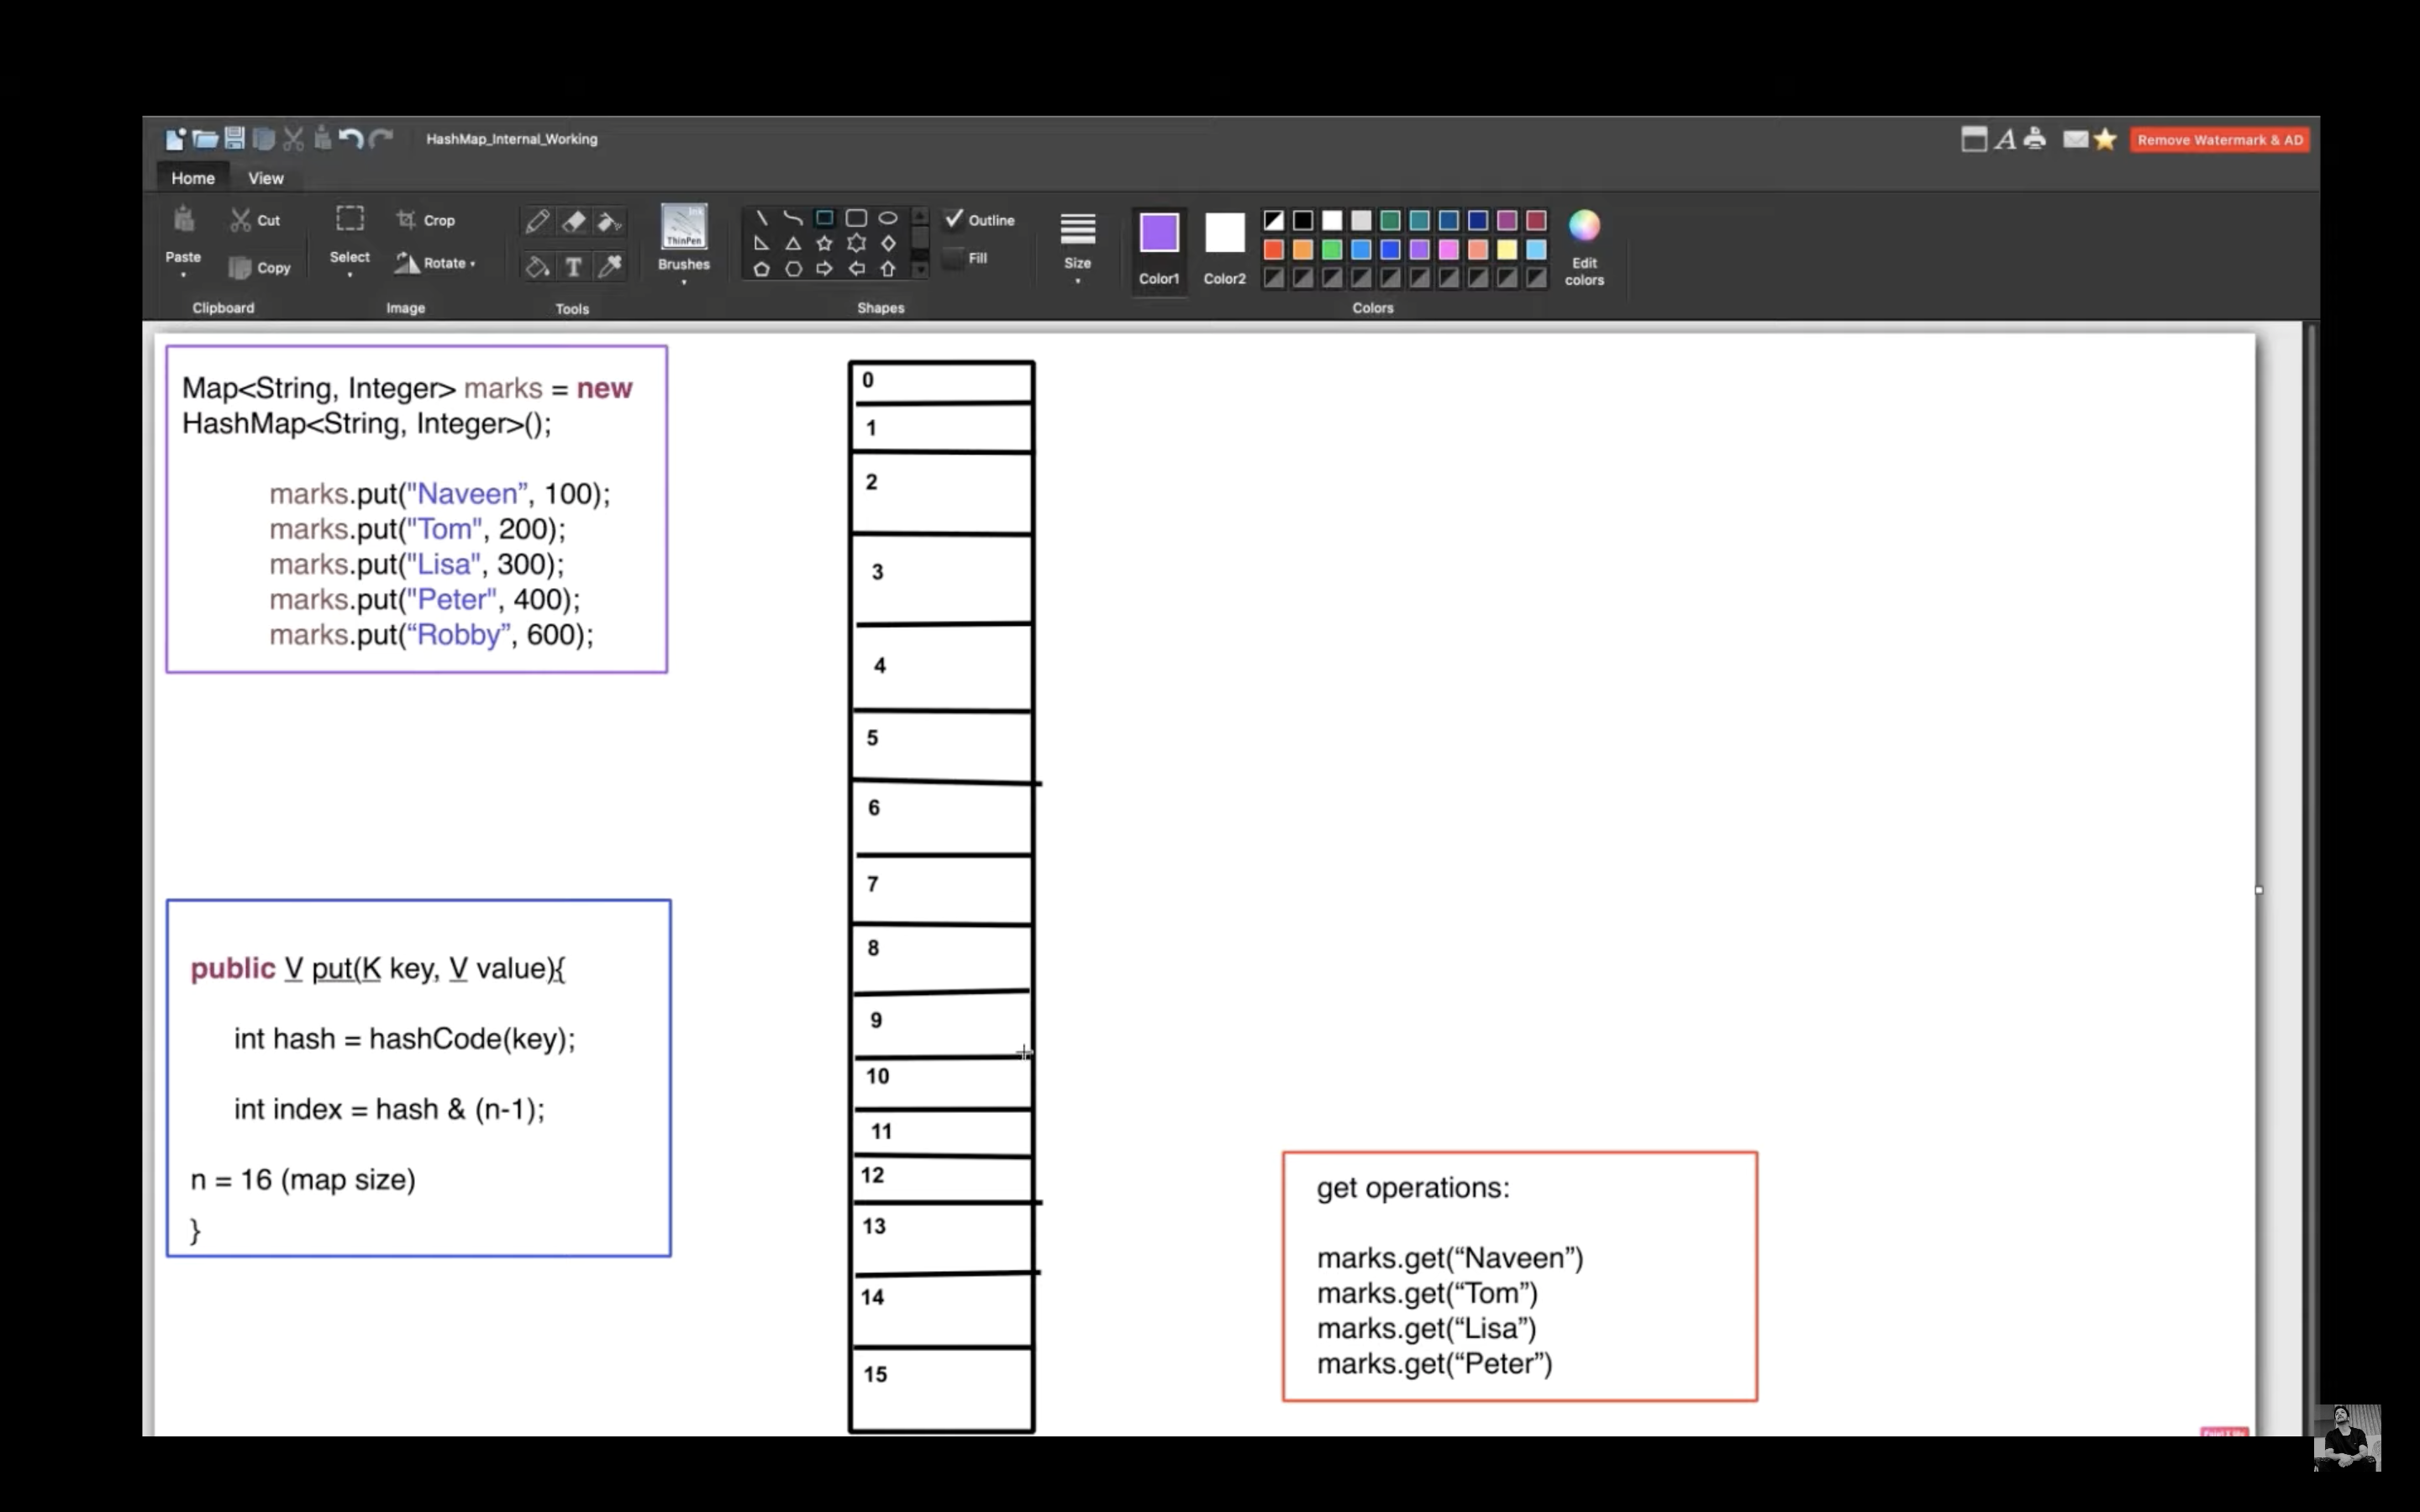 HashMap_Internal_Working
Remove Watermark & AD
Home View
Paste
Cut
Copy
Clipboard
Select
Crop
Rotate
Image
Tools
ThinPen
Brushes
Shapes
Outline
Fill
Size
Color1
Color2
Colors
Edit
colors
Map<String, Integer> marks = new
HashMap<String, Integer>();
marks.put("Naveen”, 100);
marks.put("Tom", 200);
marks.put("Lisa", 300);
marks.put("Peter", 400);
marks.put(“Robby”, 600);
public V put(K key, V value){
int hash = hashCode(key);
int index = hash & (n-1);
n = 16 (map size)
}
0
1
2
3
4
5
6
7
8
9
10
11
12
13
14
15
get operations:
marks.get(“Naveen”)
marks.get(“Tom”)
marks.get(“Lisa”)
marks.get(“Peter”)